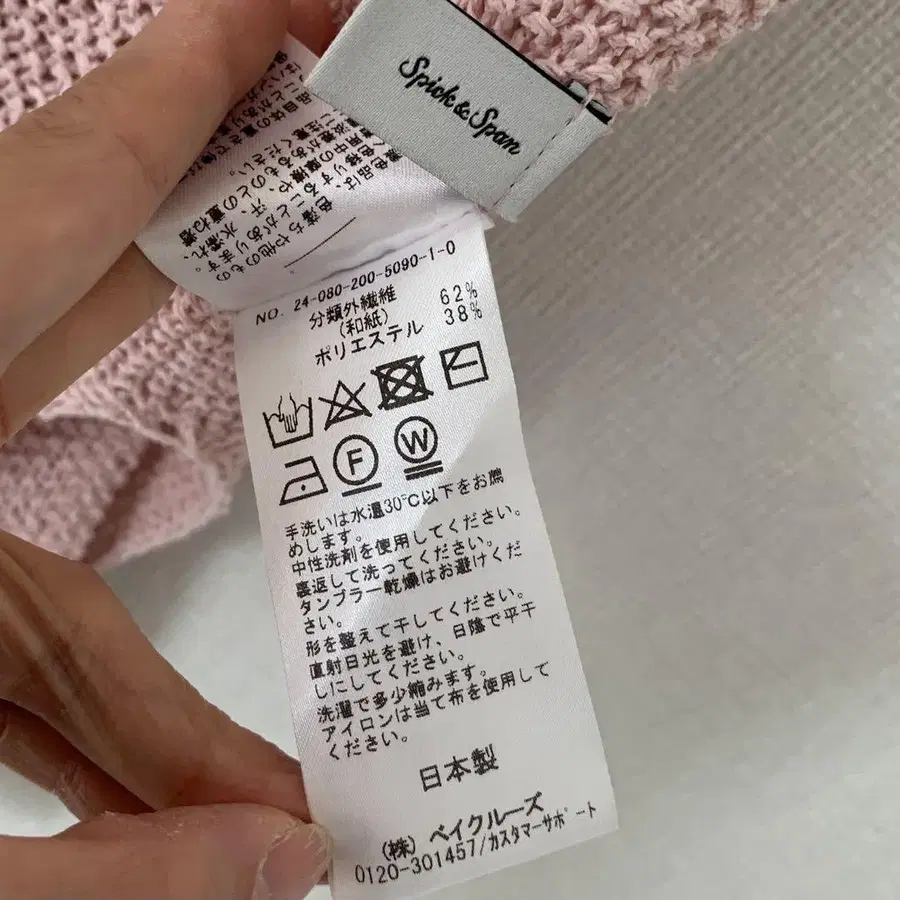 Spick & Span
NO. 24-080-200-5090-1-0
分類外繊維 62%
(和紙)
ポリエステル 38%
F
W
手洗いは水温30℃以下をお薦
めします。
中性洗剤を使用してください。
裏返して洗ってください。
タンブラー乾燥はお避けくだ
さい。
形を整えて干してください。
直射日光を避け、日陰で平干
しにしてください。
洗濯で多少縮みます。
アイロンは当て布を使用して
ください。
日本製
(株) ベイクルーズ
0120-301457/カスタマーサポート
色落ちや他のもの